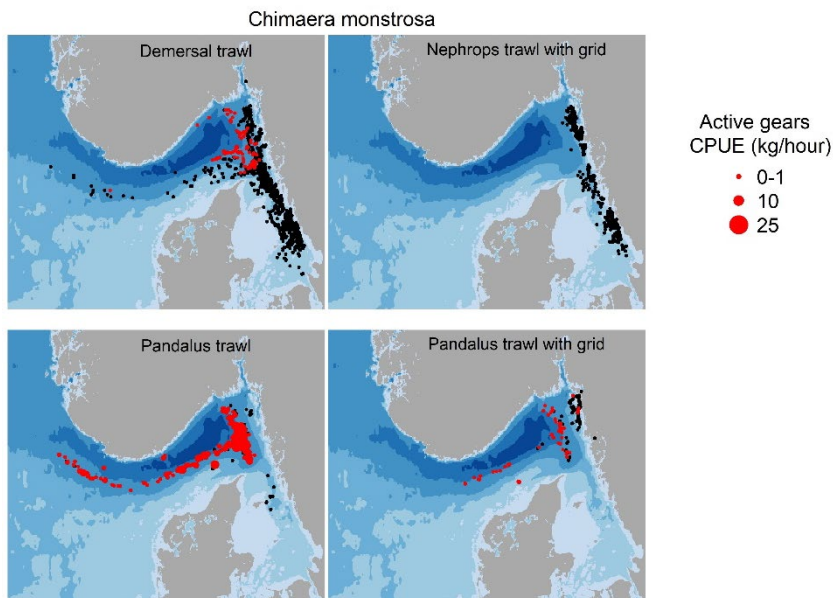 Chimaera monstrosa
Demersal trawl
Nephrops trawl with grid
Active gears
CPUE (kg/hour)
0-1
10
25
Pandalus trawl
Pandalus trawl with grid